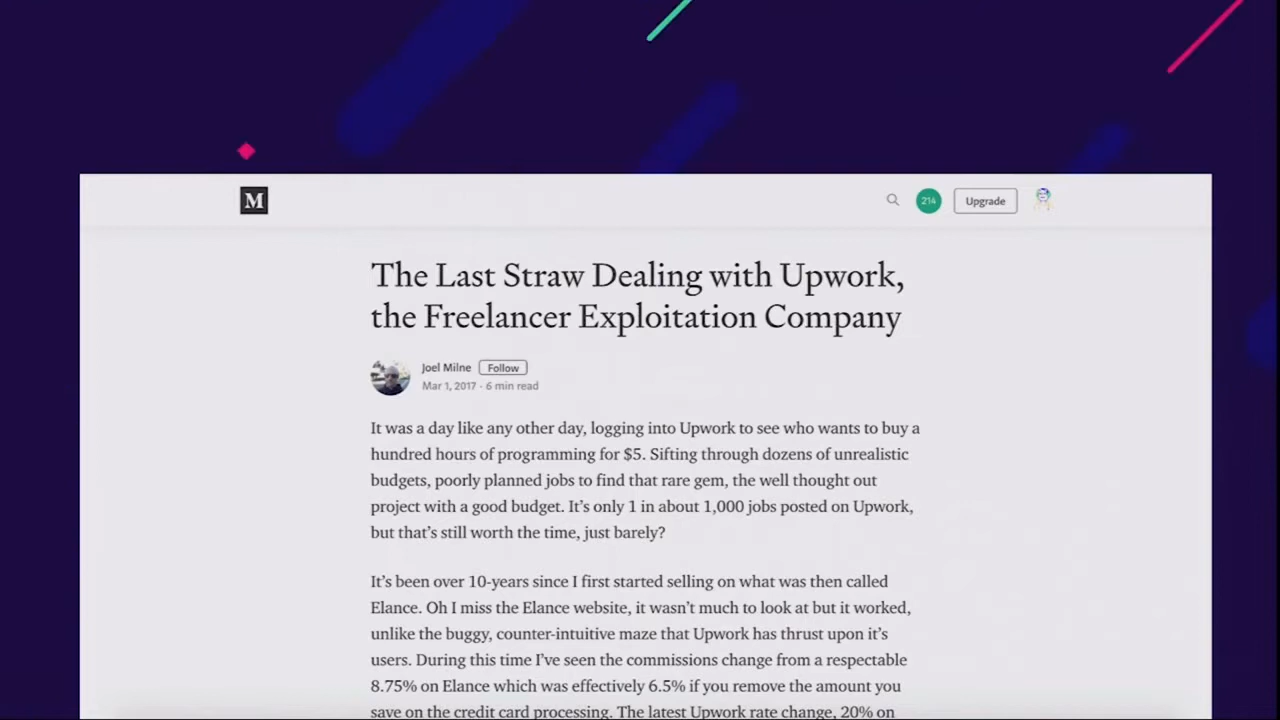 M
214
Upgrade
The Last Straw Dealing with Upwork,
the Freelancer Exploitation Company
Joel Milne Follow
Mar 1, 2017 · 6 min read
It was a day like any other day, logging into Upwork to see who wants to buy a
hundred hours of programming for $5. Sifting through dozens of unrealistic
budgets, poorly planned jobs to find that rare gem, the well thought out
project with a good budget. It’s only 1 in about 1,000 jobs posted on Upwork,
but that’s still worth the time, just barely?
It’s been over 10-years since I first started selling on what was then called
Elance. Oh I miss the Elance website, it wasn’t much to look at but it worked,
unlike the buggy, counter-intuitive maze that Upwork has thrust upon it’s
users. During this time I’ve seen the commissions change from a respectable
8.75% on Elance which was effectively 6.5% if you remove the amount you
save on the credit card processing. The latest Upwork rate change, 20% on